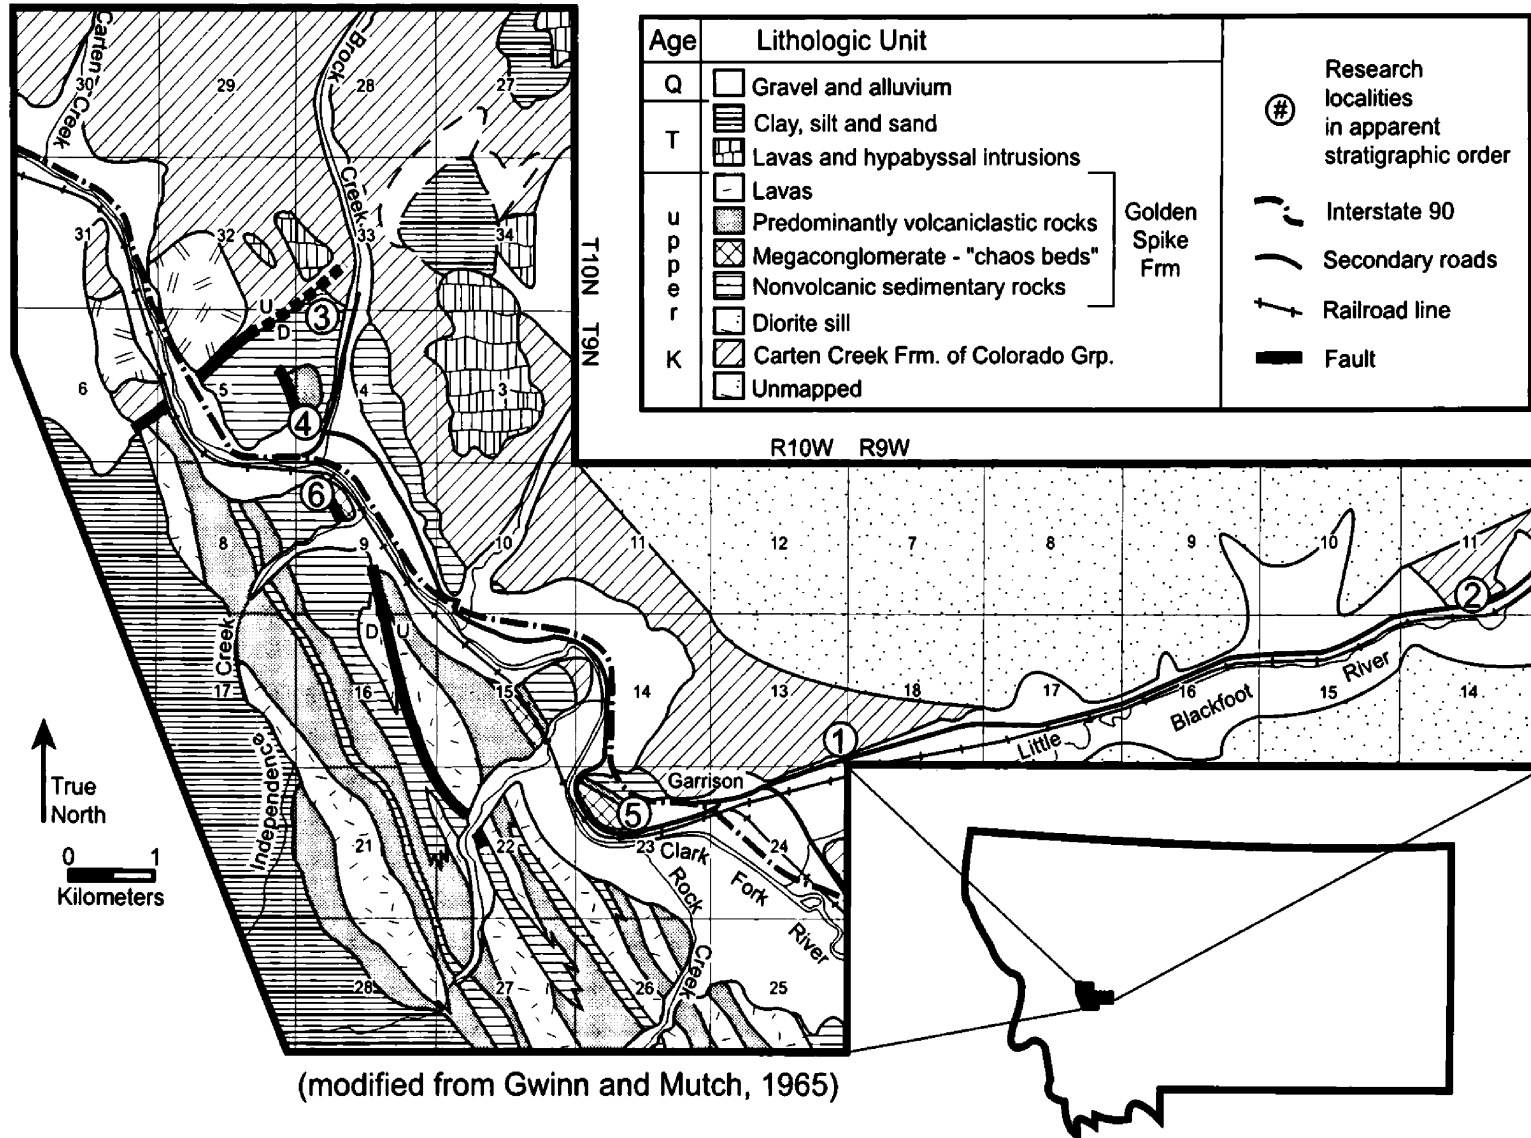 Age Lithologic Unit
Q Gravel and alluvium
T Clay, silt and sand
Lavas and hypabyssal intrusions
upper K
Lavas
Predominantly volcaniclastic rocks
Megaconglomerate - "chaos beds"
Nonvolcanic sedimentary rocks
Golden
Spike
Frm
Diorite sill
Carten Creek Frm. of Colorado Grp.
Unmapped
#
Research
localities
in apparent
stratigraphic order
Interstate 90
Secondary roads
Railroad line
Fault
Carten Creek
Brock Creek
30 29 28 27
31 32 33 34
T10N T9N
U
D
3
6 5 4 3
4
R10W R9W
6
8 9 10 11 12 7 8 9 10 11
2
Creek
Independence
D U
17 16 15 14 13 18 17 16 15 14
Little Blackfoot River
1
Garrison
5
21 22 23 24
Clark Fork River
Rock Creek
28 27 26 25
True
North
0 1
Kilometers
(modified from Gwinn and Mutch, 1965)